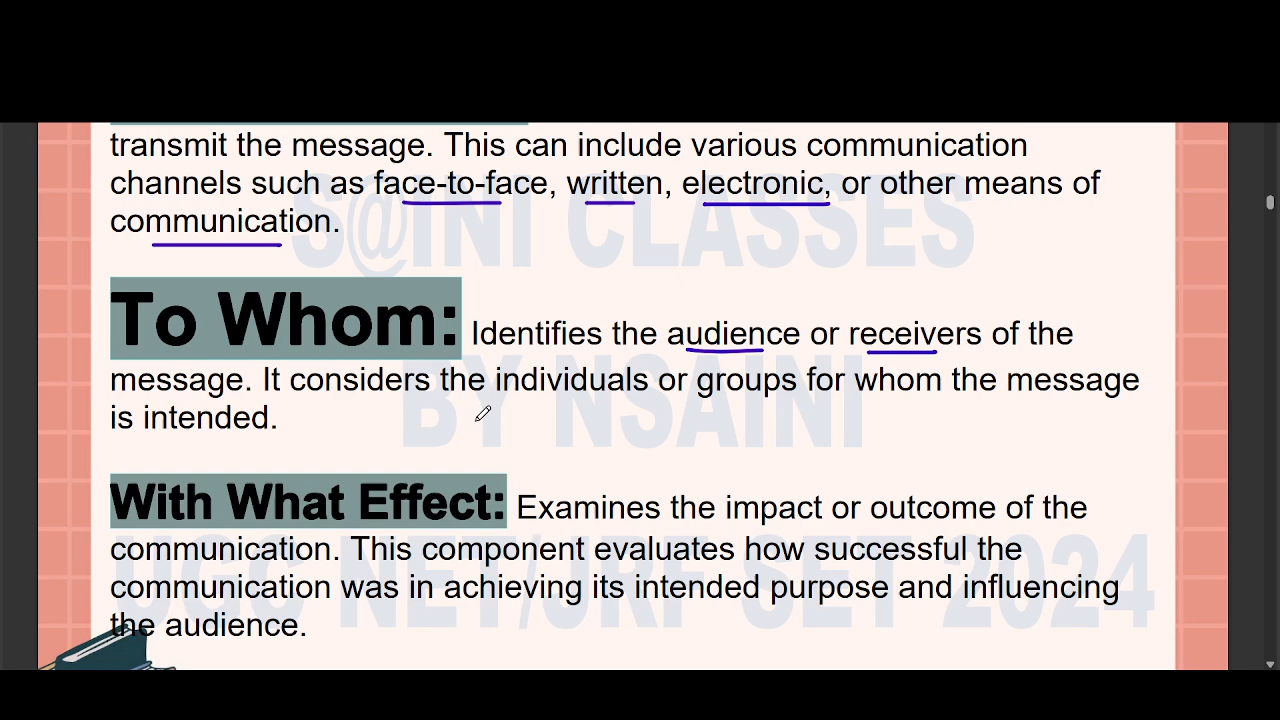 transmit the message. This can include various communication
channels such as face-to-face, written, electronic, or other means of
communication.
S@INI CLASSES
To Whom: Identifies the audience or receivers of the
message. It considers the individuals or groups for whom the message
is intended.
BY NSAINI
With What Effect: Examines the impact or outcome of the
communication. This component evaluates how successful the
communication was in achieving its intended purpose and influencing
the audience.
UGC NET/JRF SET 2024